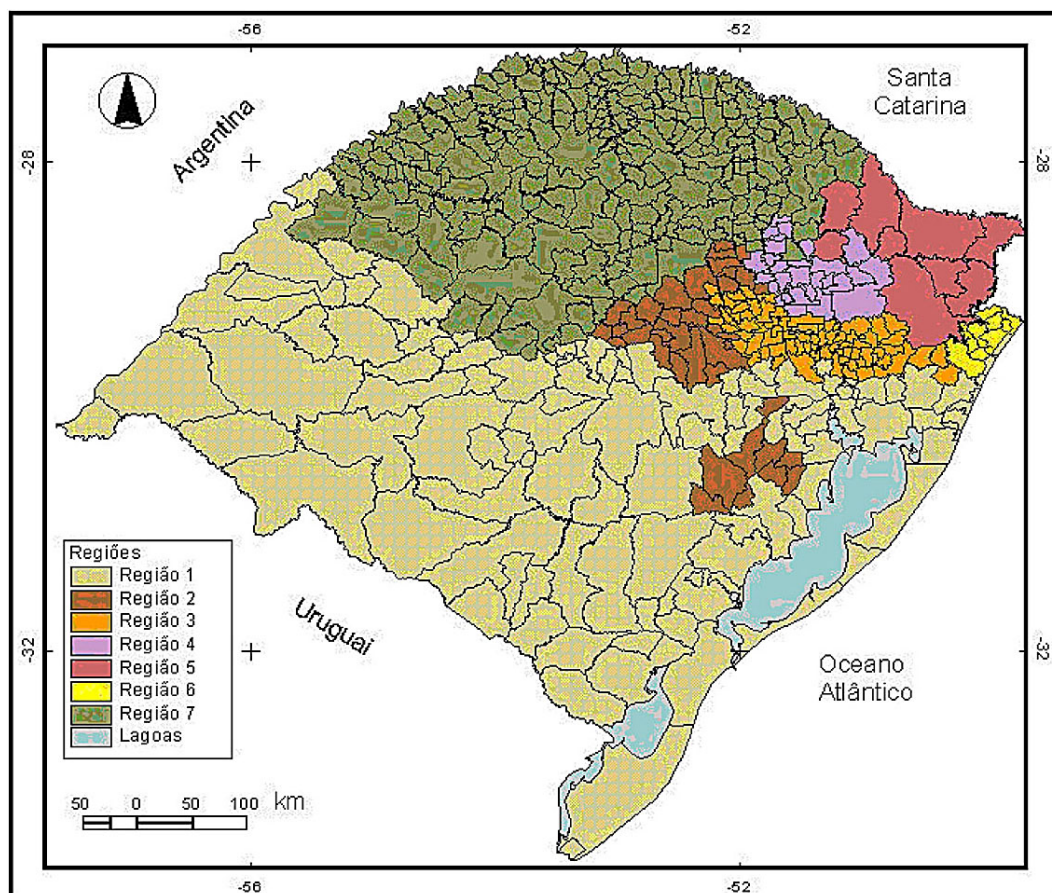 -56 -52
Santa
Catarina
Argentina
-28 -28
Regiões
Região 1
Região 2
Região 3
Região 4
Região 5
Região 6
Região 7
Lagoas
Uruguai
-32 -32
Oceano
Atlântico
50 0 50 100 km
-56 -52